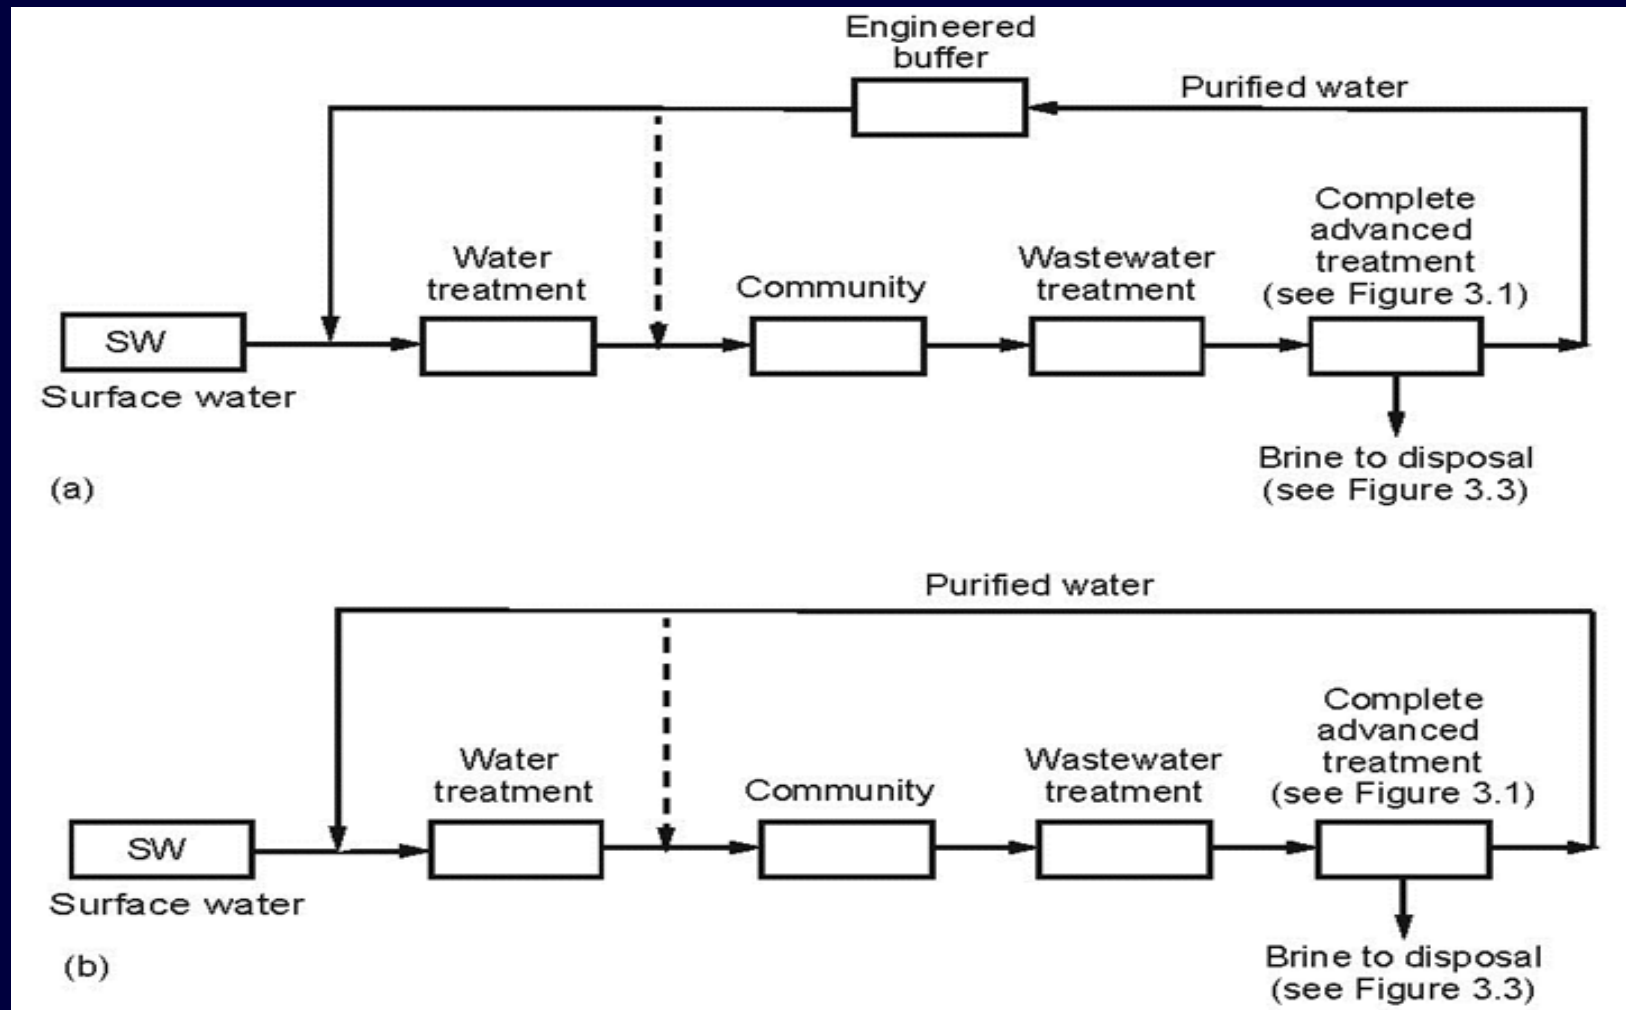 Engineered
buffer
Purified water
Water
treatment
Community
Wastewater
treatment
Complete
advanced
treatment
(see Figure 3.1)
SW
Surface water
Brine to disposal
(see Figure 3.3)
(a)
Purified water
Water
treatment
Community
Wastewater
treatment
Complete
advanced
treatment
(see Figure 3.1)
SW
Surface water
Brine to disposal
(see Figure 3.3)
(b)